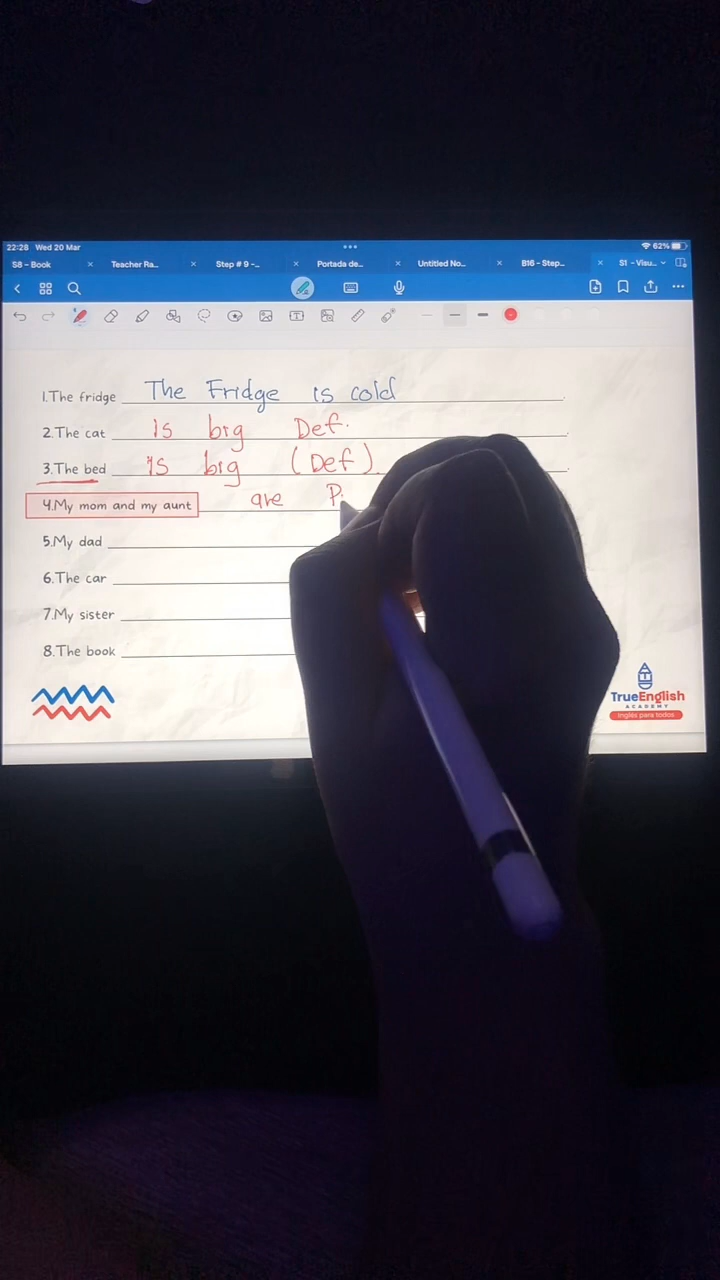 22:28 Wed 20 Mar
62%
S8 - Book
Teacher Ra...
Step # 9 -...
Portada de...
Untitled No...
B16 - Step...
S1 - Visu...
1.The fridge The Fridge is cold
2.The cat is big Def.
3.The bed is big (Def).
4.My mom and my aunt are P
5.My dad
6.The car
7.My sister
8.The book
TrueEnglish
ACADEMY
Inglés para todos